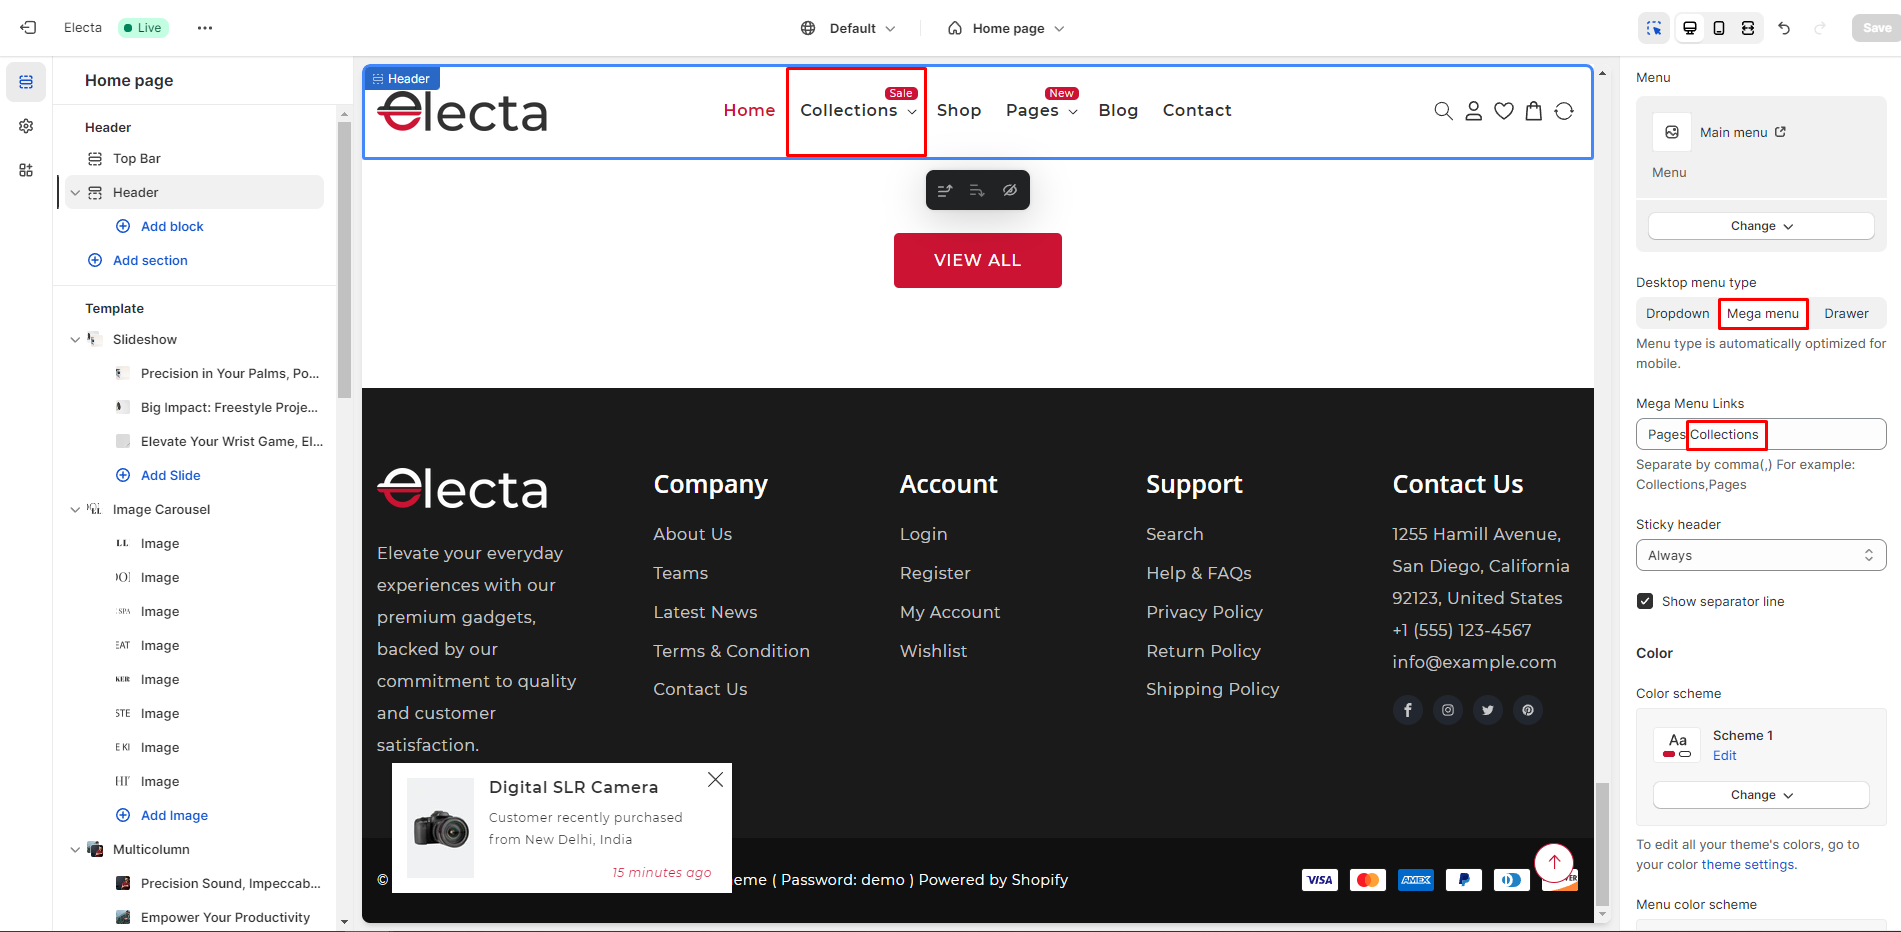 Electa
Live
Default
Home page
Save
Home page
Header
Top Bar
Header
Add block
Add section
Template
Slideshow
Precision in Your Palms, Po...
Big Impact: Freestyle Proje...
Elevate Your Wrist Game, El...
Add Slide
Image Carousel
Image
Image
Image
Image
Image
Image
Image
Image
Add Image
Multicolumn
Precision Sound, Impeccab...
Empower Your Productivity
Header
electa
Home
Collections
Sale
Shop
Pages
New
Blog
Contact
VIEW ALL
electa
Elevate your everyday
experiences with our
premium gadgets,
backed by our
commitment to quality
and customer
satisfaction.
Company
About Us
Teams
Latest News
Terms & Condition
Contact Us
Account
Login
Register
My Account
Wishlist
Support
Search
Help & FAQs
Privacy Policy
Return Policy
Shipping Policy
Contact Us
1255 Hamill Avenue,
San Diego, California
92123, United States
+1 (555) 123-4567
info@example.com
Digital SLR Camera
Customer recently purchased
from New Delhi, India
15 minutes ago
©
eme ( Password: demo ) Powered by Shopify
VISA
AMEX
Menu
Main menu
Menu
Change
Desktop menu type
Dropdown
Mega menu
Drawer
Menu type is automatically optimized for
mobile.
Mega Menu Links
Pages Collections
Separate by comma(,) For example:
Collections,Pages
Sticky header
Always
Show separator line
Color
Color scheme
Aa
Scheme 1
Edit
Change
To edit all your theme's colors, go to
your color theme settings.
Menu color scheme